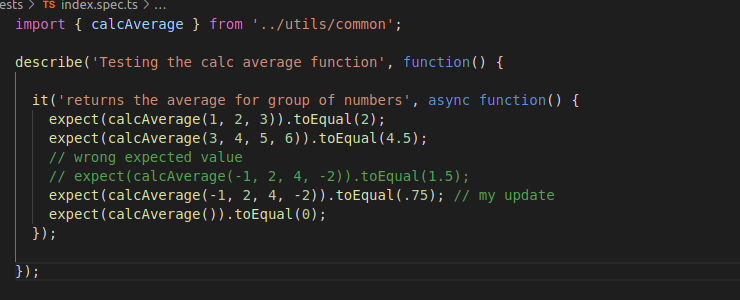 ests > TS index.spec.ts > ...
import { calcAverage } from '../utils/common';
describe('Testing the calc average function', function() {
it('returns the average for group of numbers', async function() {
expect(calcAverage(1, 2, 3)).toEqual(2);
expect(calcAverage(3, 4, 5, 6)).toEqual(4.5);
// wrong expected value
// expect(calcAverage(-1, 2, 4, -2)).toEqual(1.5);
expect(calcAverage(-1, 2, 4, -2)).toEqual(.75); // my update
expect(calcAverage()).toEqual(0);
});
});